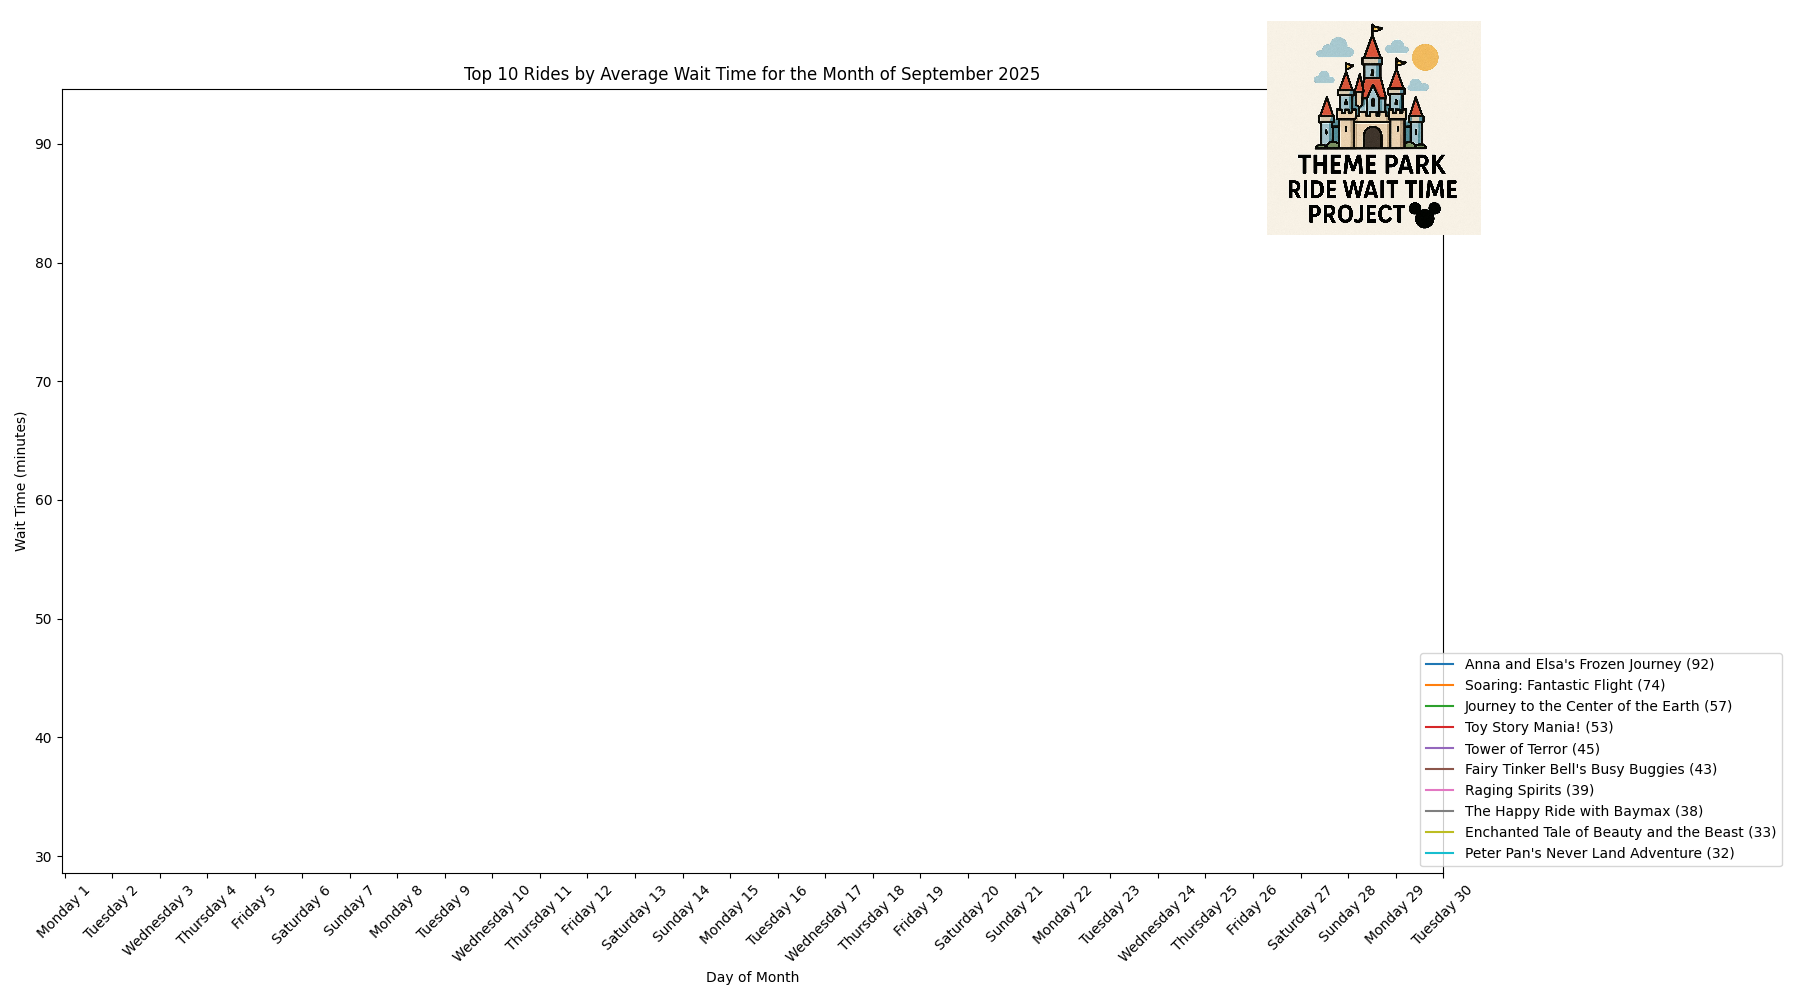 Top 10 Rides by Average Wait Time for the Month of September 2025
THEME PARK
RIDE WAIT TIME
PROJECT
Wait Time (minutes)
90
80
70
60
50
40
30
Anna and Elsa's Frozen Journey (92)
Soaring: Fantastic Flight (74)
Journey to the Center of the Earth (57)
Toy Story Mania! (53)
Tower of Terror (45)
Fairy Tinker Bell's Busy Buggies (43)
Raging Spirits (39)
The Happy Ride with Baymax (38)
Enchanted Tale of Beauty and the Beast (33)
Peter Pan's Never Land Adventure (32)
Monday 1
Tuesday 2
Wednesday 3
Thursday 4
Friday 5
Saturday 6
Sunday 7
Monday 8
Tuesday 9
Wednesday 10
Thursday 11
Friday 12
Saturday 13
Sunday 14
Monday 15
Tuesday 16
Wednesday 17
Thursday 18
Friday 19
Saturday 20
Sunday 21
Monday 22
Tuesday 23
Wednesday 24
Thursday 25
Friday 26
Saturday 27
Sunday 28
Monday 29
Tuesday 30
Day of Month